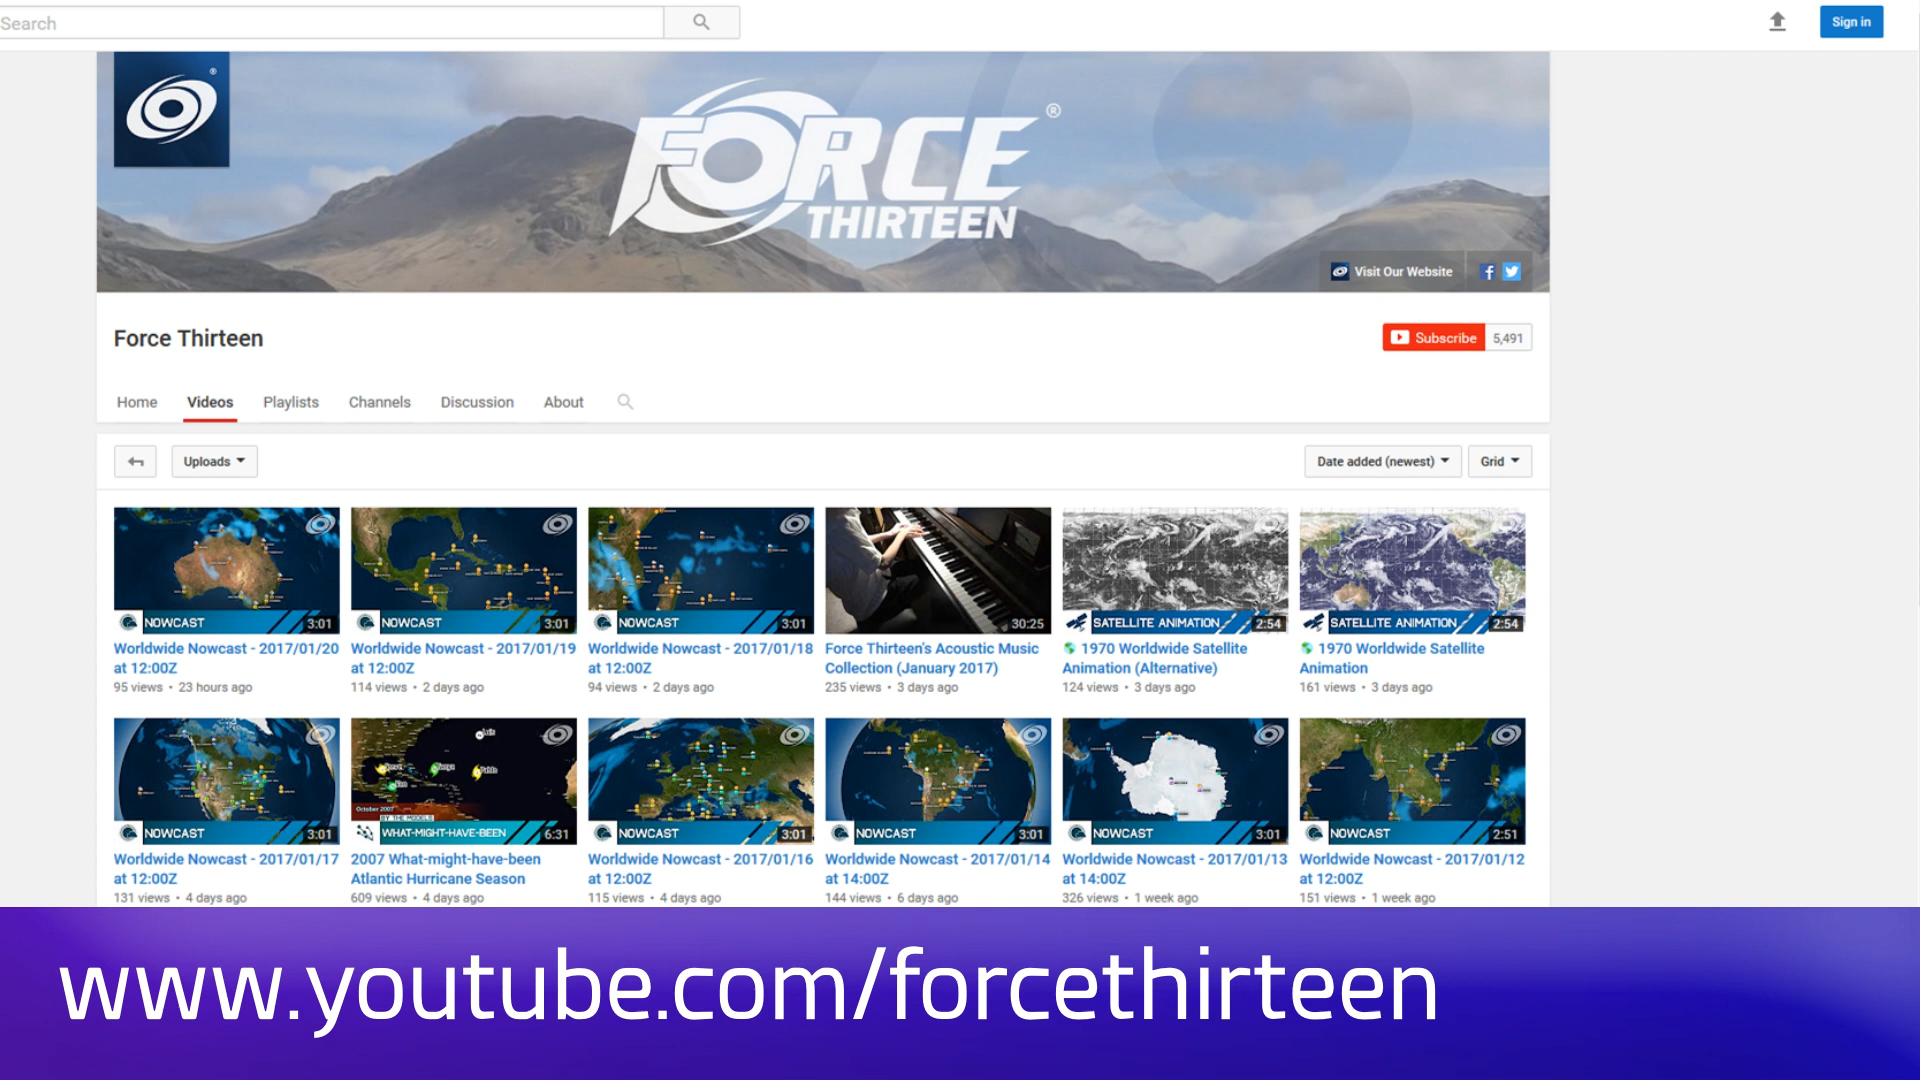 Search
Sign in
FORCE
THIRTEEN
®
Visit Our Website
Force Thirteen
Subscribe 5,491
Home Videos Playlists Channels Discussion About
Uploads
Date added (newest) Grid
NOWCAST 3:01
NOWCAST 3:01
NOWCAST 3:01
30:25
SATELLITE ANIMATION 2:54
SATELLITE ANIMATION 2:54
Worldwide Nowcast - 2017/01/20
at 12:00Z
95 views • 23 hours ago
Worldwide Nowcast - 2017/01/19
at 12:00Z
114 views • 2 days ago
Worldwide Nowcast - 2017/01/18
at 12:00Z
94 views • 2 days ago
Force Thirteen's Acoustic Music
Collection (January 2017)
235 views • 3 days ago
1970 Worldwide Satellite
Animation (Alternative)
124 views • 3 days ago
1970 Worldwide Satellite
Animation
161 views • 3 days ago
NOWCAST 3:01
October 2007
BY THE MODELS
WHAT-MIGHT-HAVE-BEEN 6:31
NOWCAST 3:01
NOWCAST 3:01
NOWCAST 3:01
NOWCAST 2:51
Worldwide Nowcast - 2017/01/17
at 12:00Z
131 views • 4 days ago
2007 What-might-have-been
Atlantic Hurricane Season
609 views • 4 days ago
Worldwide Nowcast - 2017/01/16
at 12:00Z
115 views • 4 days ago
Worldwide Nowcast - 2017/01/14
at 14:00Z
144 views • 6 days ago
Worldwide Nowcast - 2017/01/13
at 14:00Z
326 views • 1 week ago
Worldwide Nowcast - 2017/01/12
at 12:00Z
151 views • 1 week ago
www.youtube.com/forcethirteen